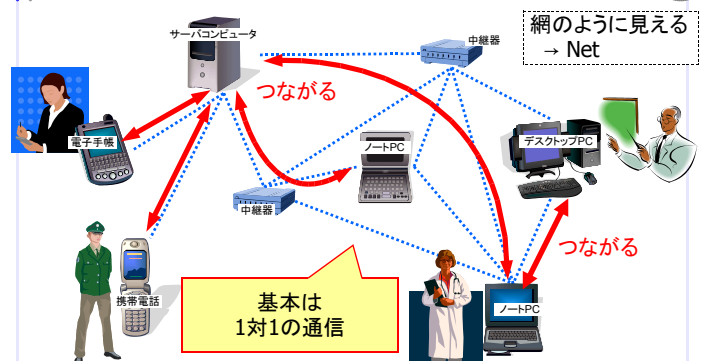 サーバコンピュータ
中継器
網のように見える
→ Net
つながる
電子手帳
ノートPC
デスクトップPC
中継器
つながる
携帯電話
基本は
1対1の通信
ノートPC